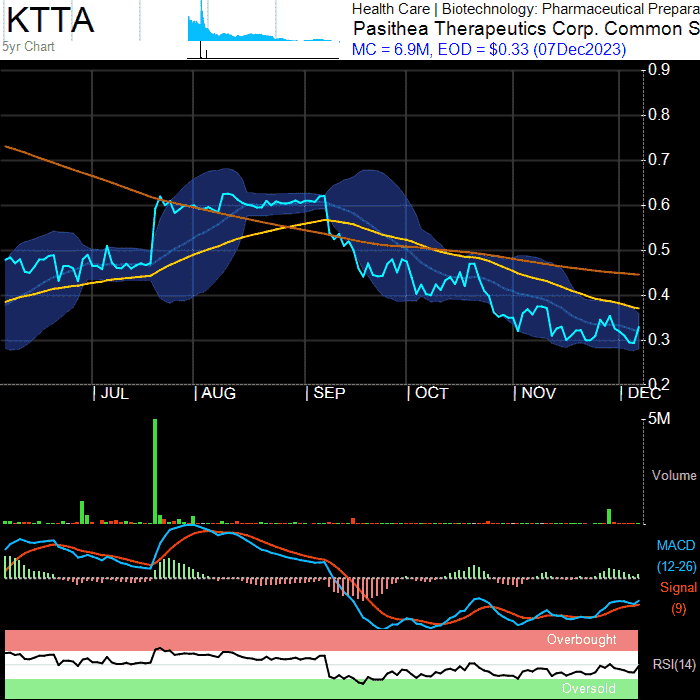 KTTA
5yr Chart
Health Care | Biotechnology: Pharmaceutical Prepara
Pasithea Therapeutics Corp. Common S
MC = 6.9M, EOD = $0.33 (07Dec2023)
0.9
0.8
0.7
0.6
0.5
0.4
0.3
0.2
JUL AUG SEP OCT NOV DEC
5M
Volume
MACD
(12-26)
Signal
(9)
Overbought
RSI(14)
Oversold